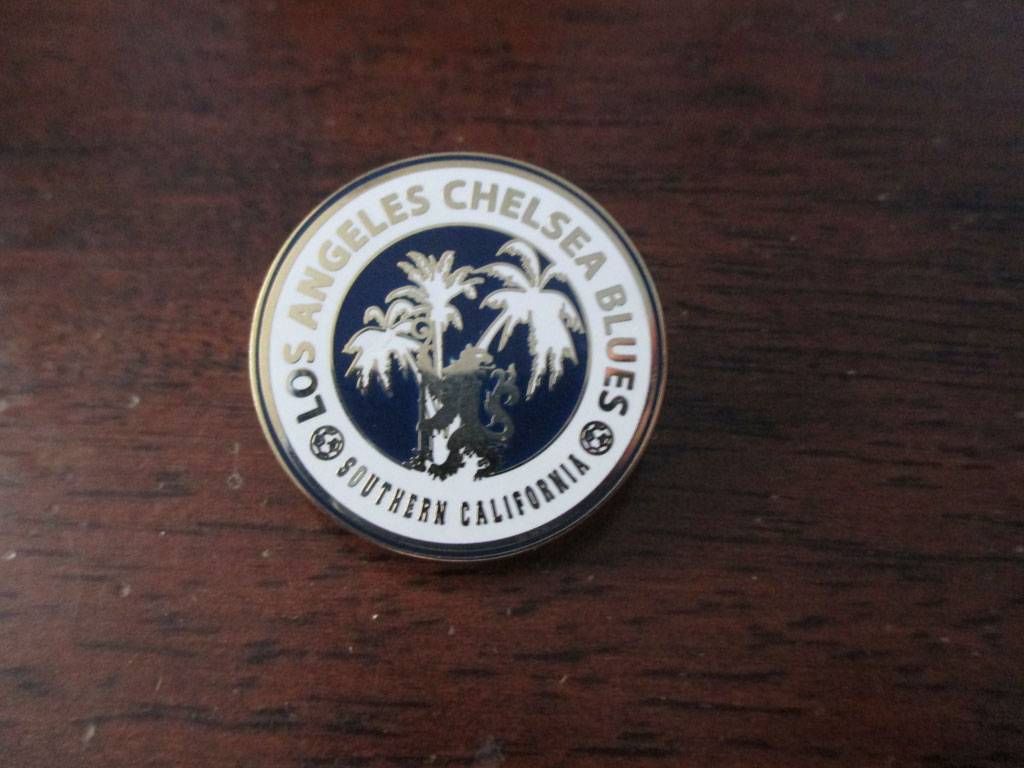 LOS ANGELES CHELSEA BLUES
SOUTHERN CALIFORNIA